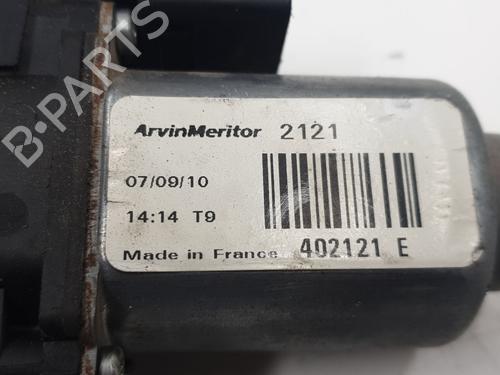 B-PARTS
ArvinMeritor 2121
07/09/10
14:14 T9
Made in France 402121 E